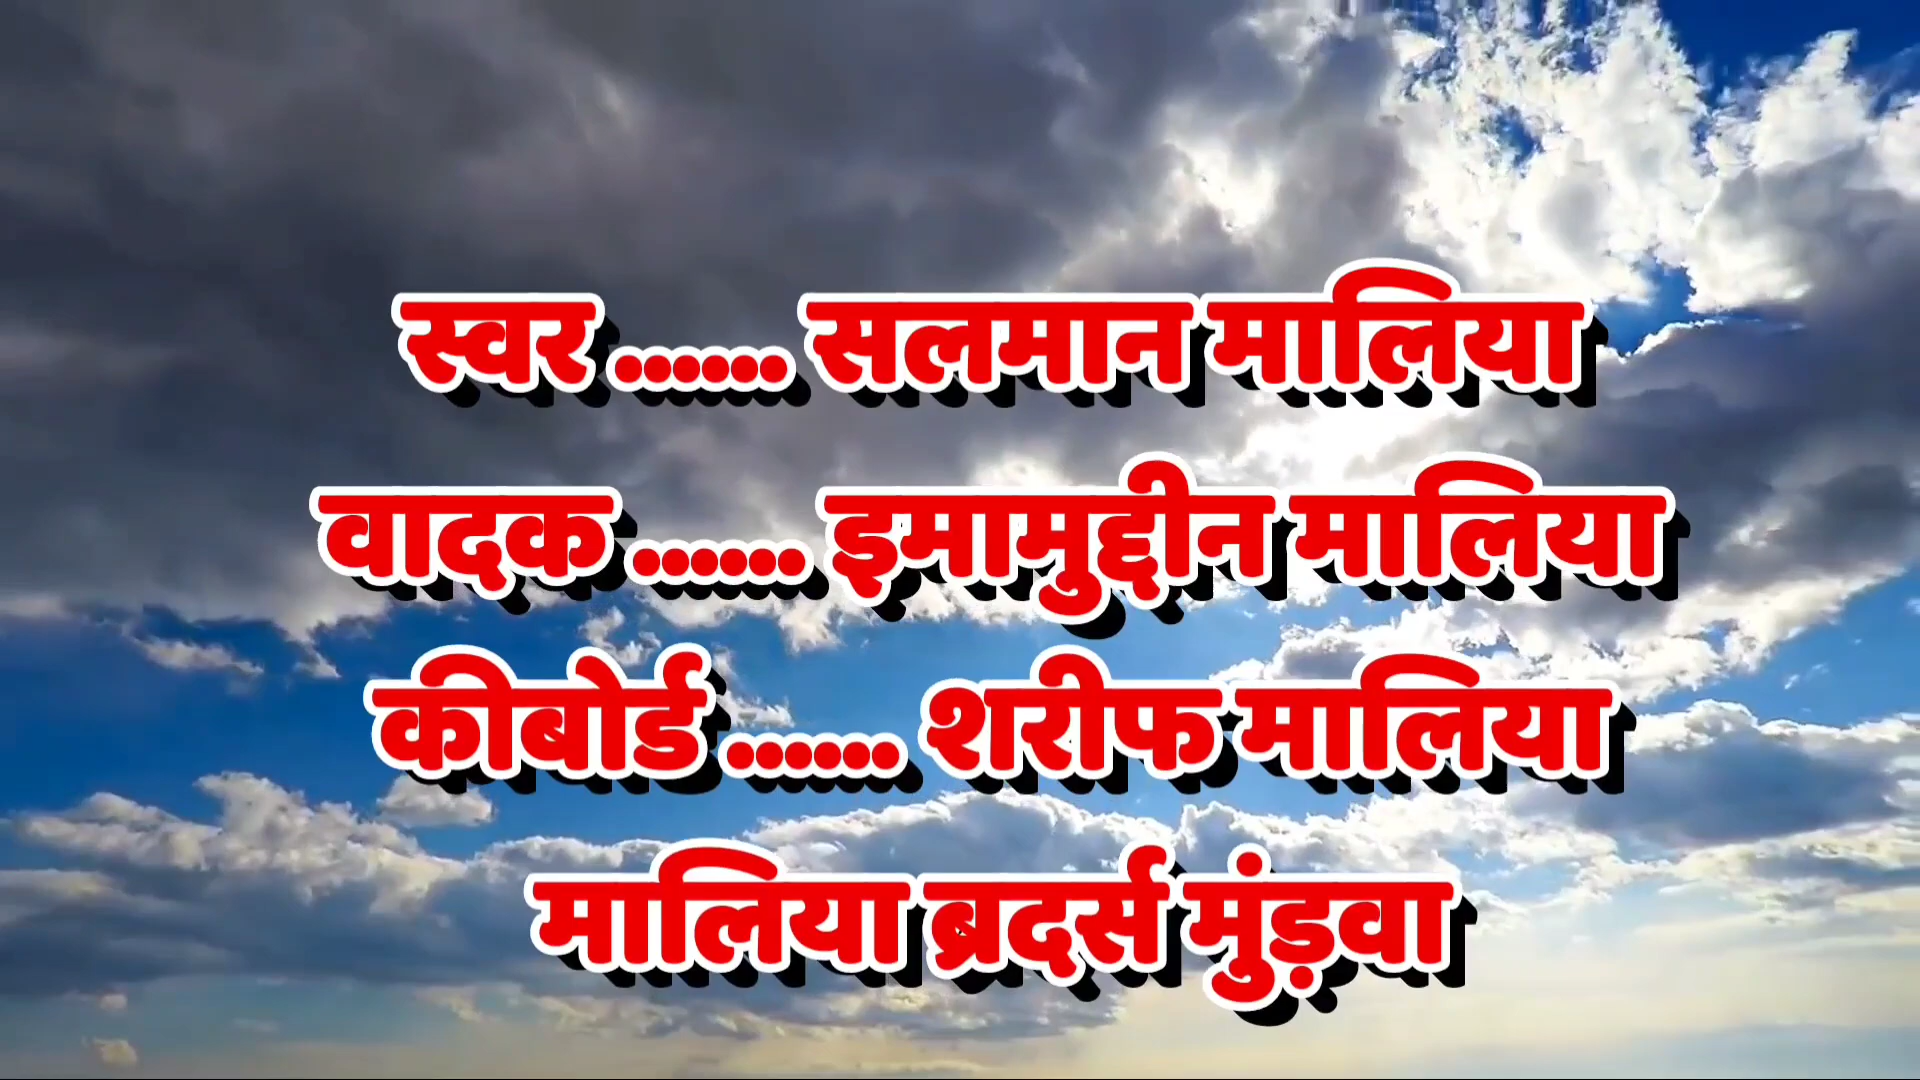 स्वर ...... सलमान मालिया
वादक ...... इमामुद्दीन मालिया
कीबोर्ड ...... शरीफ मालिया
मालिया ब्रदर्स मुंड़वा